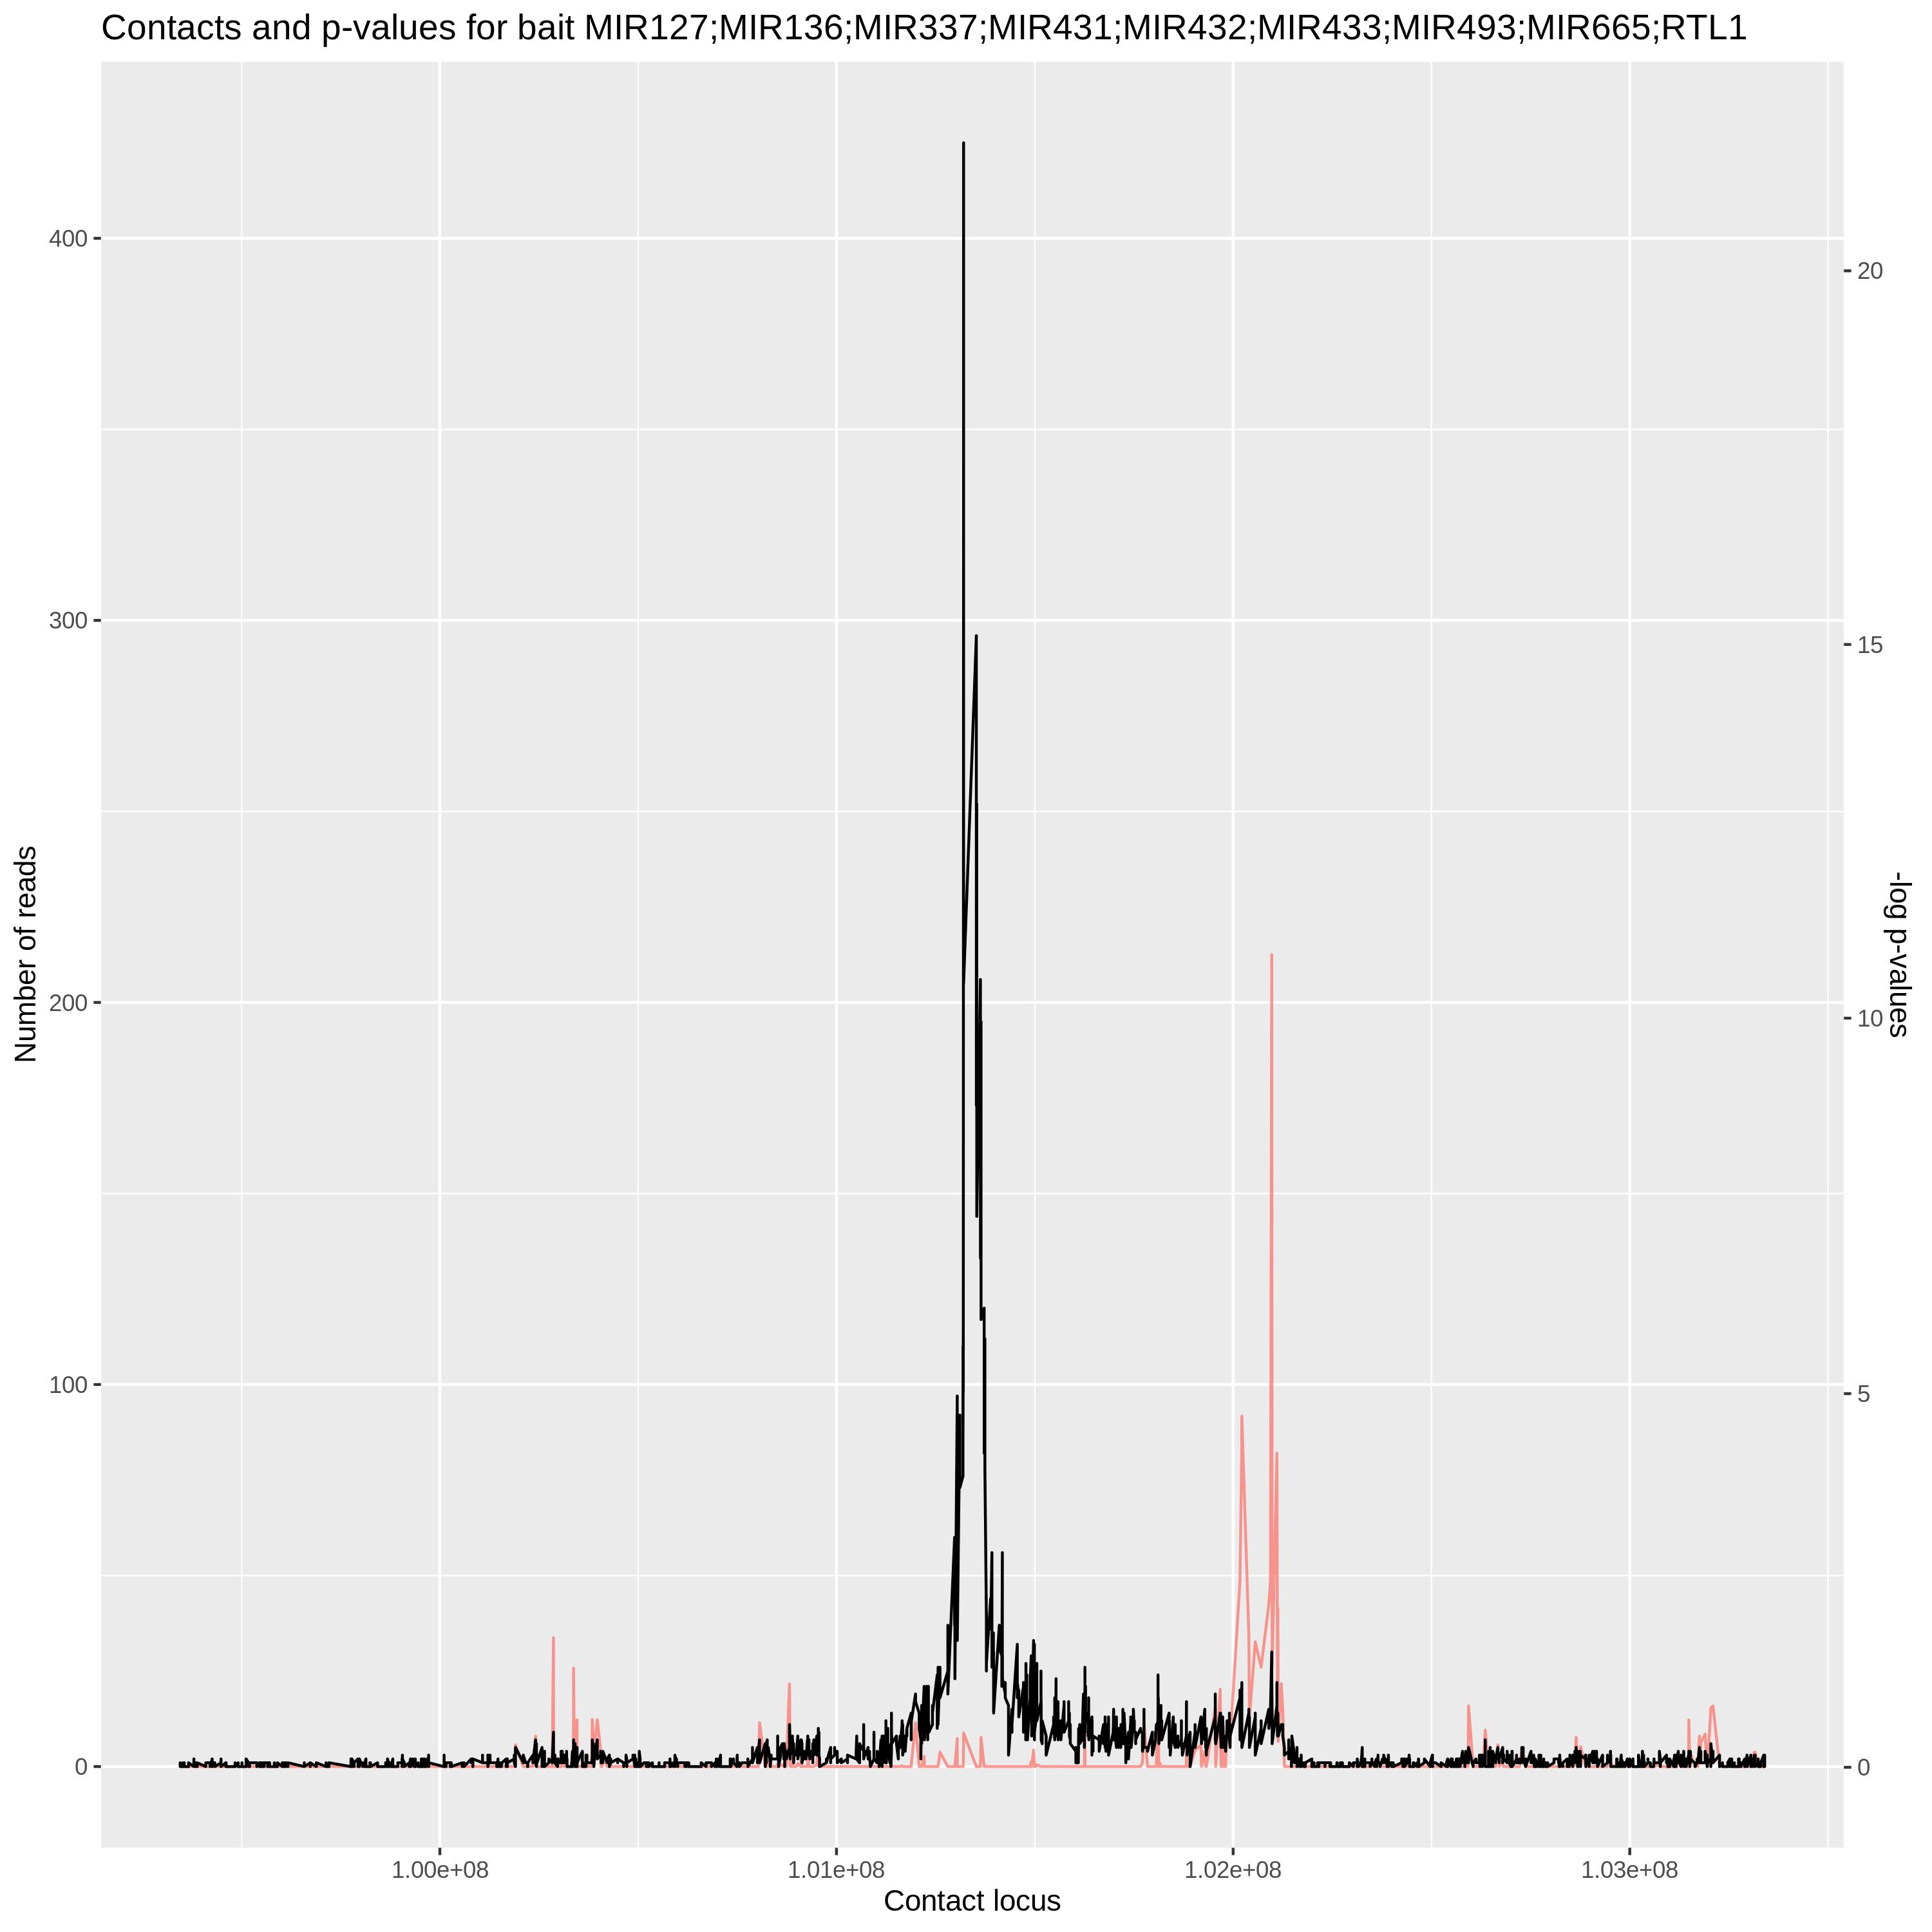 Contacts and p-values for bait MIR127;MIR136;MIR337;MIR431;MIR432;MIR433;MIR493;MIR665;RTL1
400
300
200
100
0
Number of reads
20
15
10
5
0
-log p-values
1.00e+08
1.01e+08
1.02e+08
1.03e+08
Contact locus